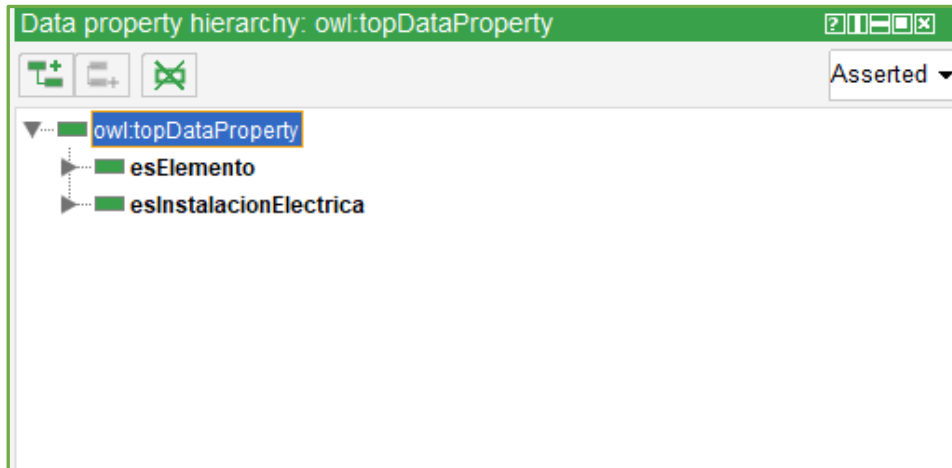 Data property hierarchy: owl:topDataProperty
Asserted
owl:topDataProperty
esElemento
esInstalacionElectrica